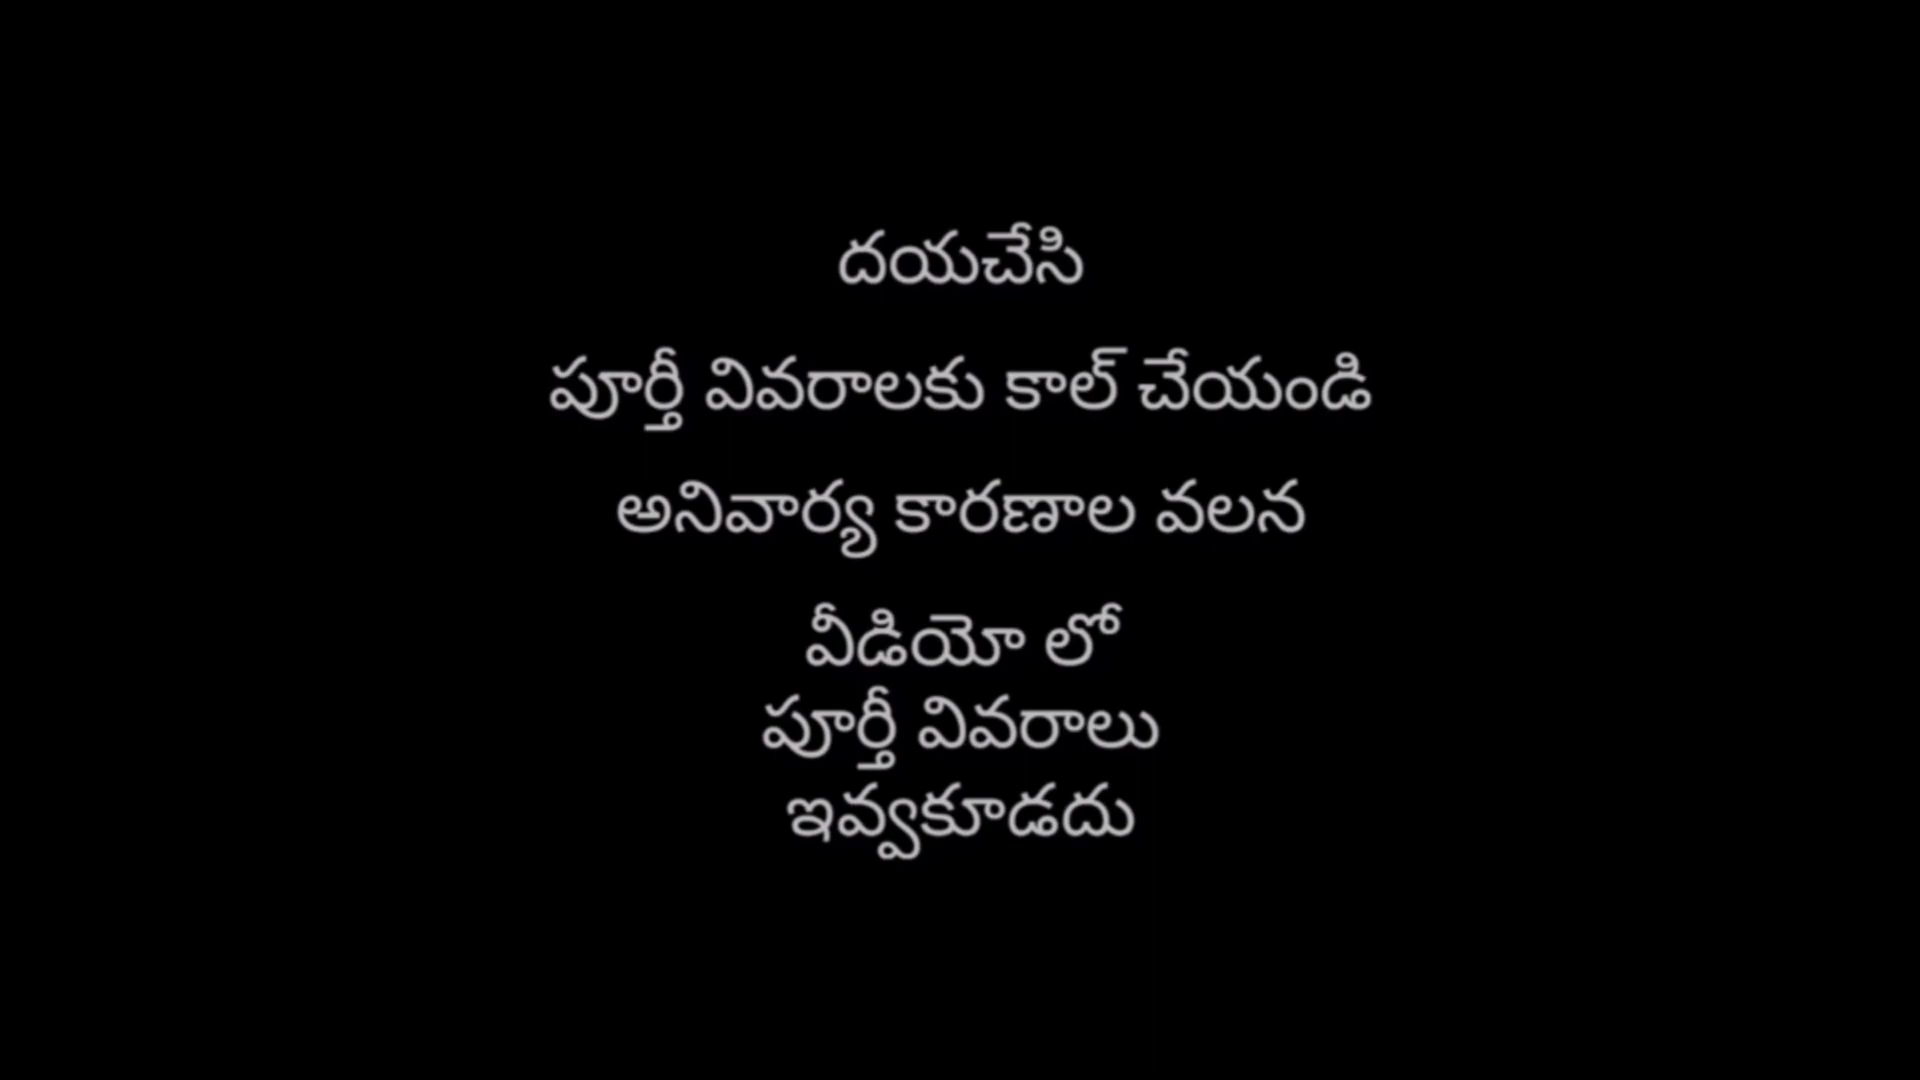 దయచేసి
పూర్తీ వివరాలకు కాల్ చేయండి
అనివార్య కారణాల వలన
వీడియో లో
పూర్తీ వివరాలు
ఇవ్వకూడదు